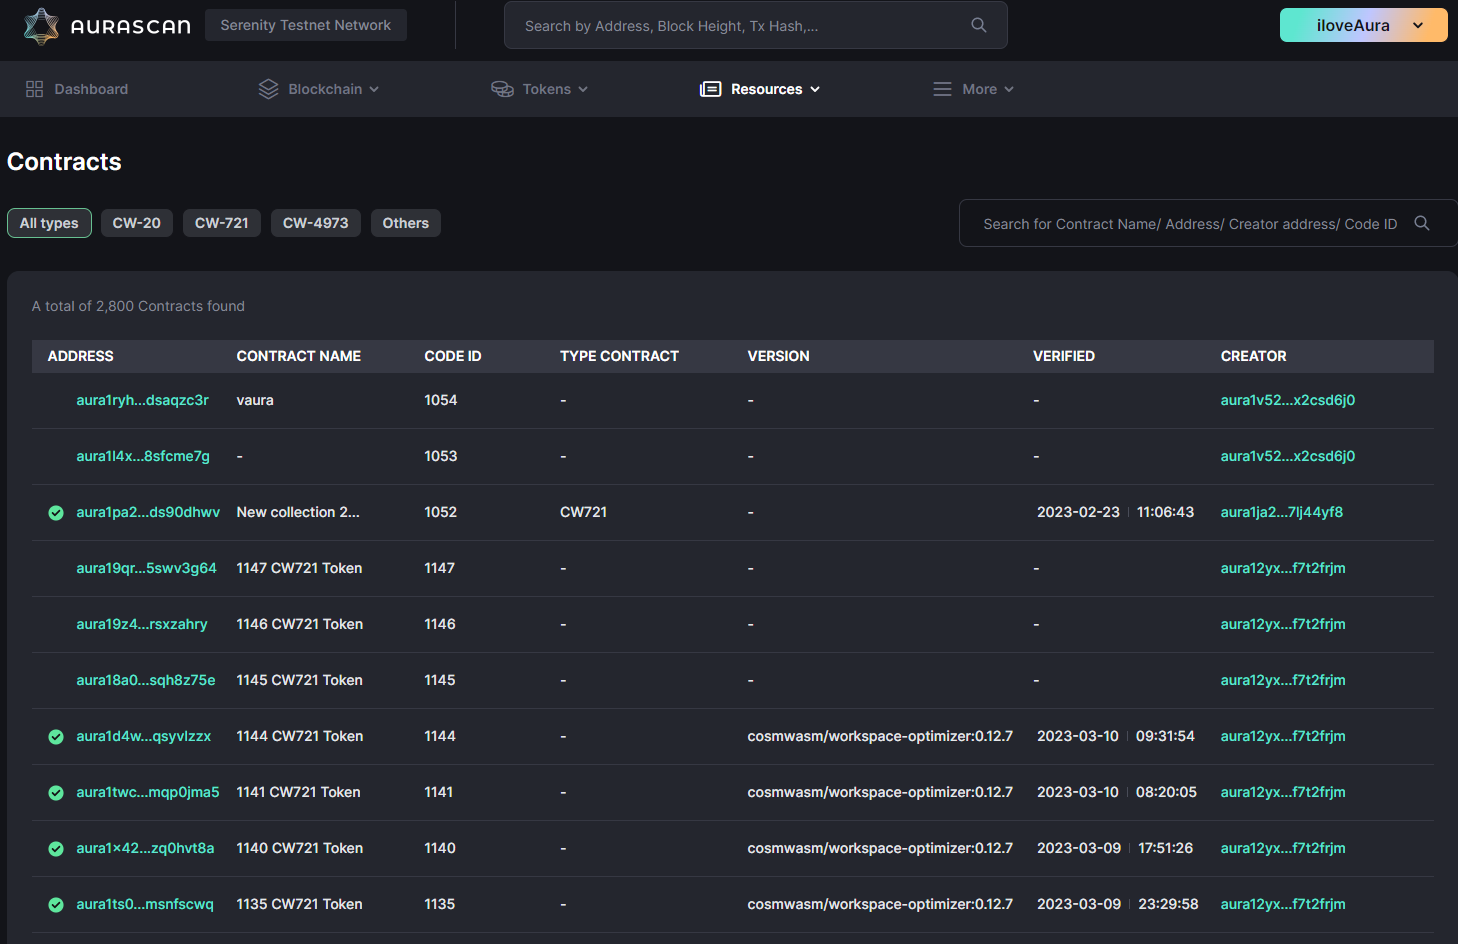 AURASCAN Serenity Testnet Network Search by Address, Block Height, Tx Hash,... iloveAura
Dashboard Blockchain Tokens Resources More
Contracts
All types CW-20 CW-721 CW-4973 Others Search for Contract Name/ Address/ Creator address/ Code ID
A total of 2,800 Contracts found
ADDRESS CONTRACT NAME CODE ID TYPE CONTRACT VERSION VERIFIED CREATOR
aura1ryh...dsaqzc3r vaura 1054 - - - aura1v52...x2csd6j0
aura1l4x...8sfcme7g - 1053 - - - aura1v52...x2csd6j0
aura1pa2...ds90dhwv New collection 2... 1052 CW721 - 2023-02-23 | 11:06:43 aura1ja2...7lj44yf8
aura19qr...5swv3g64 1147 CW721 Token 1147 - - - aura12yx...f7t2frjm
aura19z4...rsxzahry 1146 CW721 Token 1146 - - - aura12yx...f7t2frjm
aura18a0...sqh8z75e 1145 CW721 Token 1145 - - - aura12yx...f7t2frjm
aura1d4w...qsyvlzzx 1144 CW721 Token 1144 - cosmwasm/workspace-optimizer:0.12.7 2023-03-10 | 09:31:54 aura12yx...f7t2frjm
aura1twc...mqp0jma5 1141 CW721 Token 1141 - cosmwasm/workspace-optimizer:0.12.7 2023-03-10 | 08:20:05 aura12yx...f7t2frjm
aura1×42...zq0hvt8a 1140 CW721 Token 1140 - cosmwasm/workspace-optimizer:0.12.7 2023-03-09 | 17:51:26 aura12yx...f7t2frjm
aura1ts0...msnfscwq 1135 CW721 Token 1135 - cosmwasm/workspace-optimizer:0.12.7 2023-03-09 | 23:29:58 aura12yx...f7t2frjm